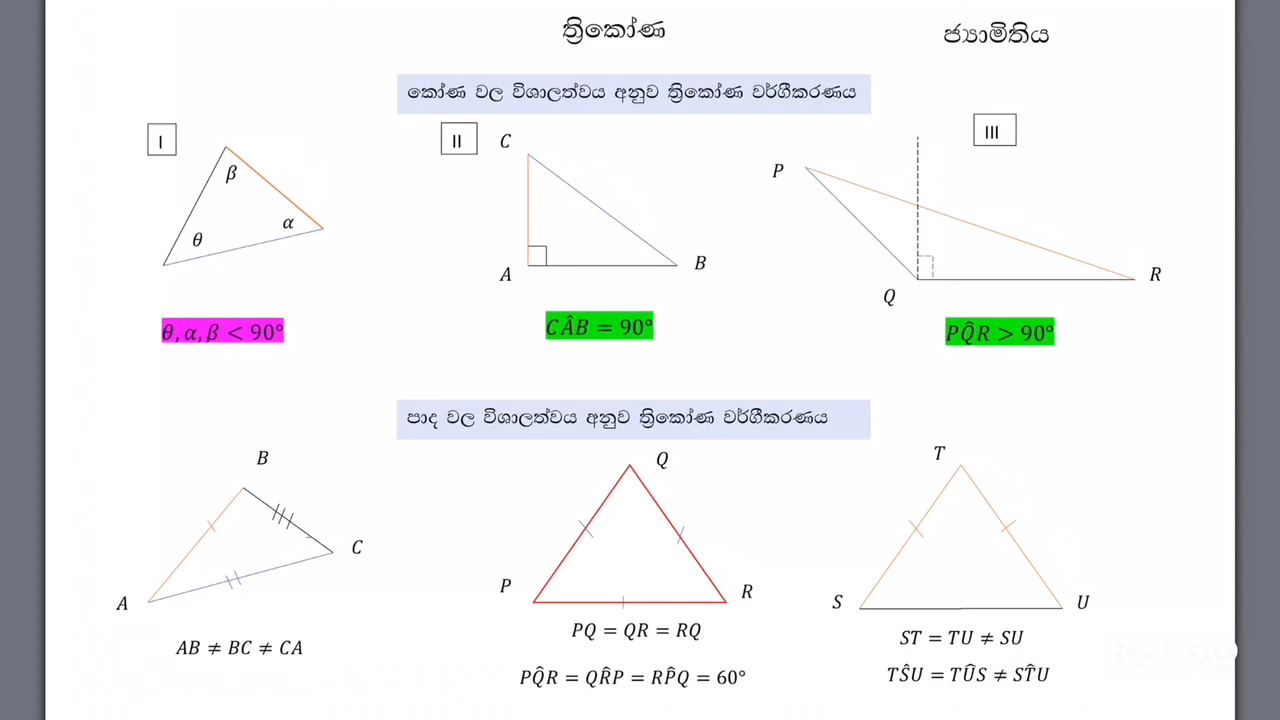 ත්‍රිකෝණ ජ්‍යාමිතිය
කෝණ වල විශාලත්වය අනුව ත්‍රිකෝණ වර්ගීකරණය
I II III
β α θ
C A B
P Q R
θ, α, β < 90°
CÂB = 90°
PQ̂R > 90°
පාද වල විශාලත්වය අනුව ත්‍රිකෝණ වර්ගීකරණය
B C A
Q P R
T S U
AB ≠ BC ≠ CA
PQ = QR = RQ
PQ̂R = QR̂P = RP̂Q = 60°
ST = TU ≠ SU
TŜU = TÛS ≠ ST̂U